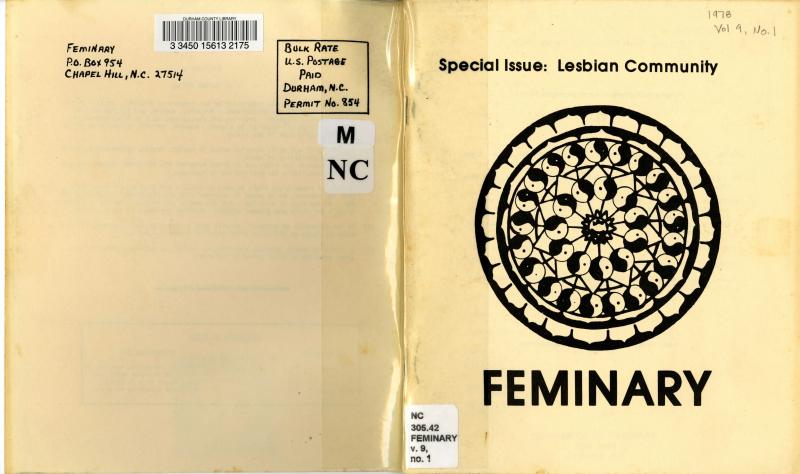 DURHAM COUNTY LIBRARY
3 3450 15613 2175
FEMINARY
P.O. BOX 954
CHAPEL HILL, N.C. 27514
BULK RATE
U.S. POSTAGE
PAID
DURHAM, N.C.
PERMIT NO. 854
M
NC
1978
Vol 9, No. 1
Special Issue: Lesbian Community
FEMINARY
NC
305.42
FEMINARY
v. 9,
no. 1